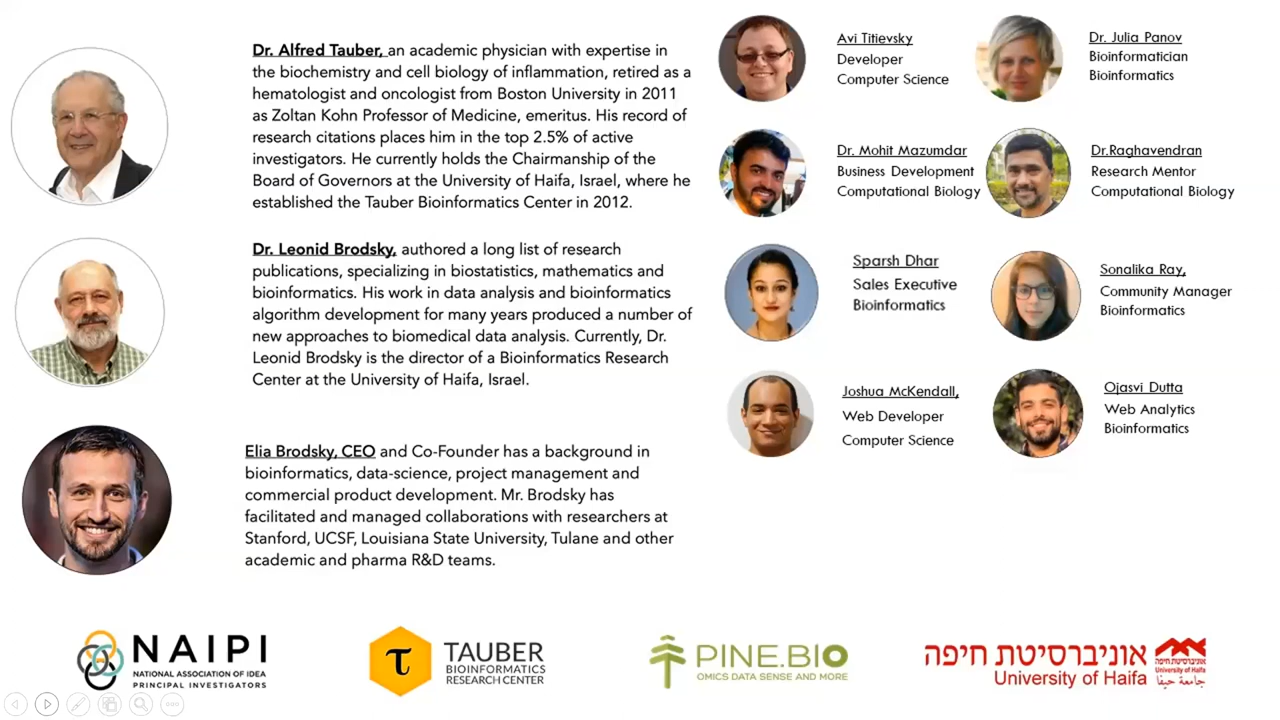 Dr. Alfred Tauber, an academic physician with expertise in
the biochemistry and cell biology of inflammation, retired as a
hematologist and oncologist from Boston University in 2011
as Zoltan Kohn Professor of Medicine, emeritus. His record of
research citations places him in the top 2.5% of active
investigators. He currently holds the Chairmanship of the
Board of Governors at the University of Haifa, Israel, where he
established the Tauber Bioinformatics Center in 2012.
Dr. Leonid Brodsky, authored a long list of research
publications, specializing in biostatistics, mathematics and
bioinformatics. His work in data analysis and bioinformatics
algorithm development for many years produced a number of
new approaches to biomedical data analysis. Currently, Dr.
Leonid Brodsky is the director of a Bioinformatics Research
Center at the University of Haifa, Israel.
Elia Brodsky, CEO and Co-Founder has a background in
bioinformatics, data-science, project management and
commercial product development. Mr. Brodsky has
facilitated and managed collaborations with researchers at
Stanford, UCSF, Louisiana State University, Tulane and other
academic and pharma R&D teams.
Avi Titievsky
Developer
Computer Science
Dr. Julia Panov
Bioinformatician
Bioinformatics
Dr. Mohit Mazumdar
Business Development
Computational Biology
Dr.Raghavendran
Research Mentor
Computational Biology
Sparsh Dhar
Sales Executive
Bioinformatics
Sonalika Ray,
Community Manager
Bioinformatics
Joshua McKendall,
Web Developer
Computer Science
Ojasvi Dutta
Web Analytics
Bioinformatics
NAIPI
NATIONAL ASSOCIATION OF IDEA
PRINCIPAL INVESTIGATORS
τ
TAUBER
BIOINFORMATICS
RESEARCH CENTER
PINE.BIO
OMICS DATA SENSE AND MORE
אוניברסיטת חיפה
University of Haifa
אוניברסיטת חיפה
University of Haifa
جامعة حيفا